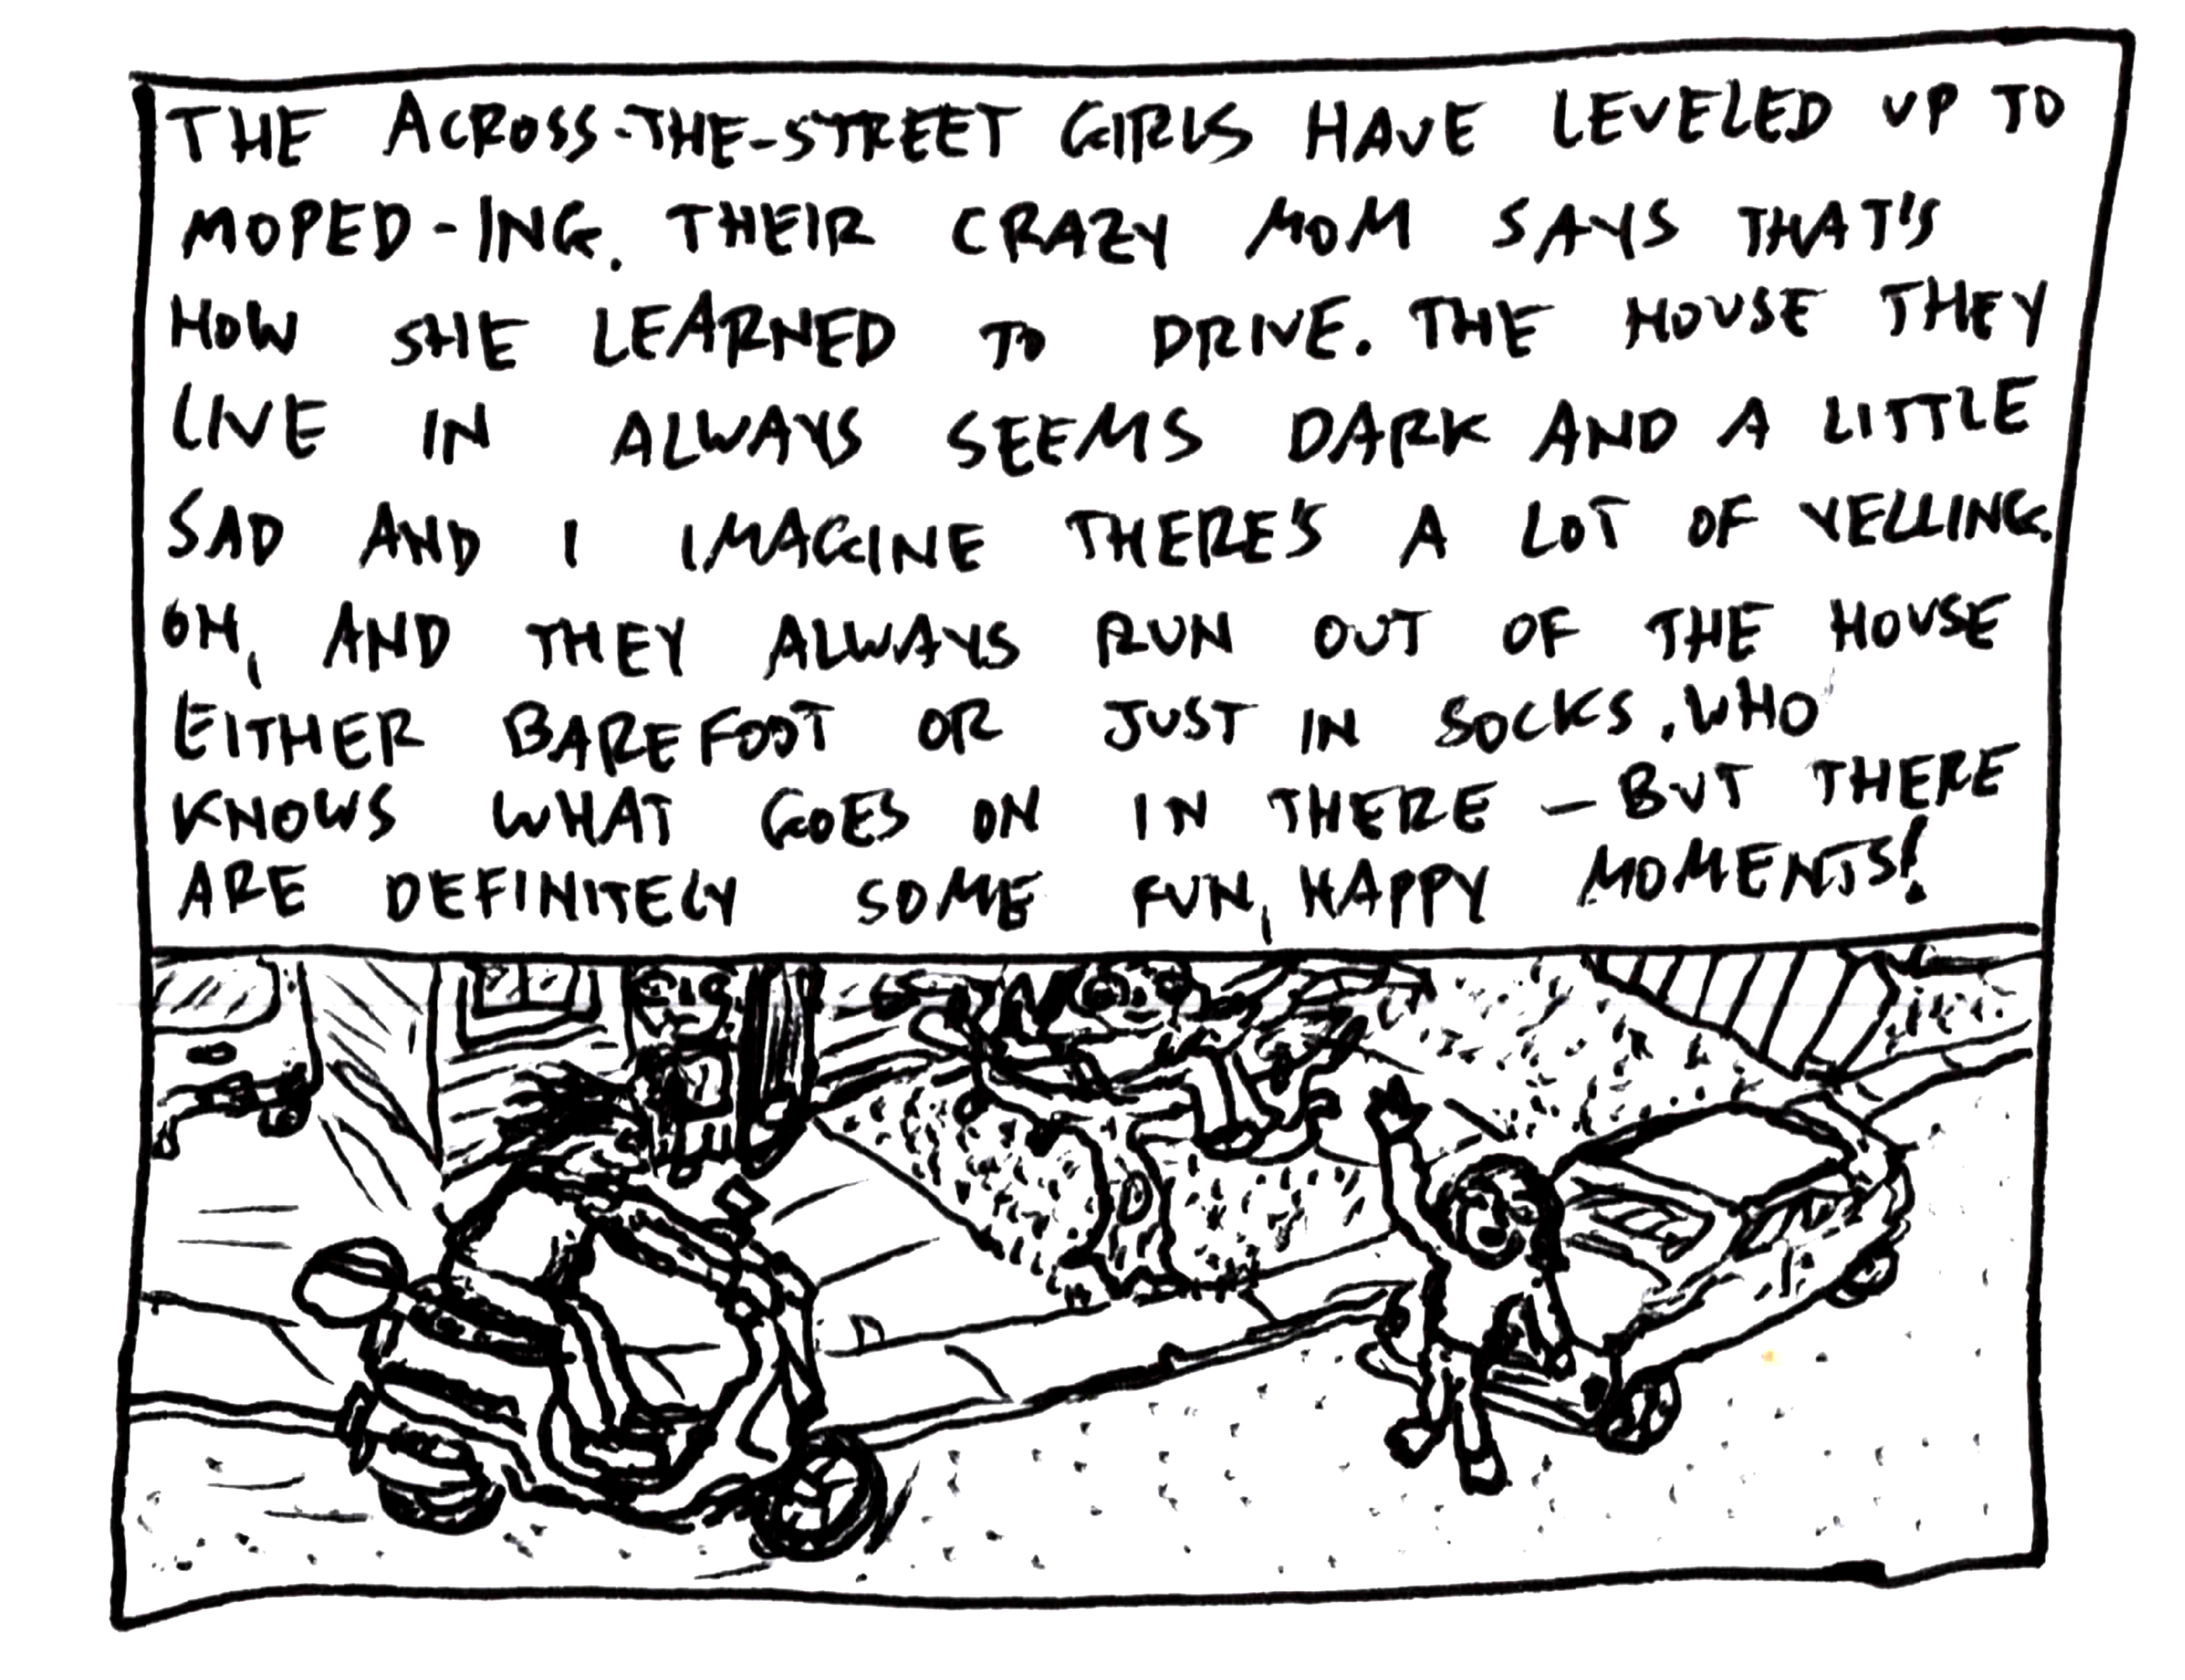 THE ACROSS-THE-STREET GIRLS HAVE LEVELED UP TO
MOPED-ING. THEIR CRAZY MOM SAYS THAT'S
HOW SHE LEARNED TO DRIVE. THE HOUSE THEY
LIVE IN ALWAYS SEEMS DARK AND A LITTLE
SAD AND I IMAGINE THERE'S A LOT OF YELLING.
OH, AND THEY ALWAYS RUN OUT OF THE HOUSE
EITHER BAREFOOT OR JUST IN SOCKS. WHO
KNOWS WHAT GOES ON IN THERE - BUT THERE
ARE DEFINITELY SOME FUN, HAPPY MOMENTS!